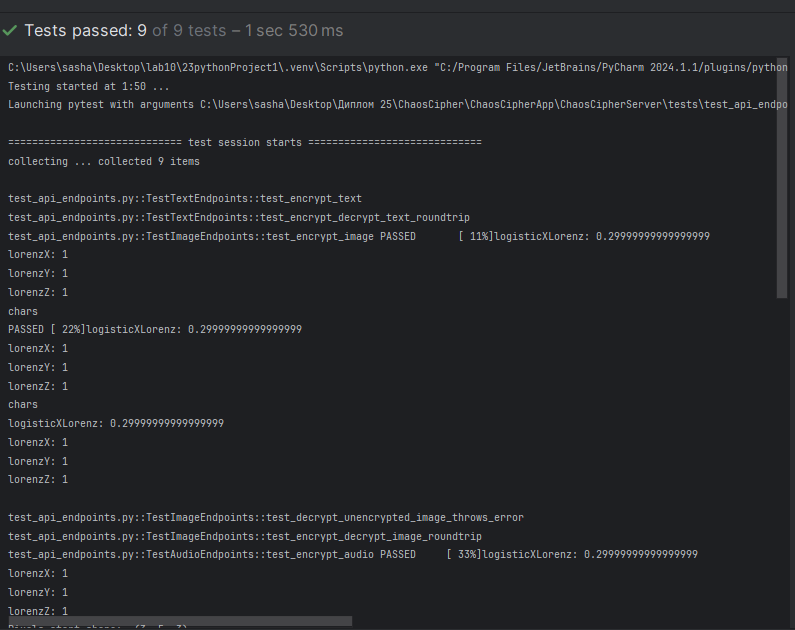 Tests passed: 9 of 9 tests – 1 sec 530 ms
C:\Users\sasha\Desktop\lab10\23pythonProject1\.venv\Scripts\python.exe "C:/Program Files/JetBrains/PyCharm 2024.1.1/plugins/python
Testing started at 1:50 ...
Launching pytest with arguments C:\Users\sasha\Desktop\Диплом 25\ChaosCipher\ChaosCipherApp\ChaosCipherServer\tests\test_api_endpo
============================= test session starts =============================
collecting ... collected 9 items
test_api_endpoints.py::TestTextEndpoints::test_encrypt_text
test_api_endpoints.py::TestTextEndpoints::test_encrypt_decrypt_text_roundtrip
test_api_endpoints.py::TestImageEndpoints::test_encrypt_image PASSED [ 11%]logisticXLorenz: 0.29999999999999999
lorenzX: 1
lorenzY: 1
lorenzZ: 1
chars
PASSED [ 22%]logisticXLorenz: 0.29999999999999999
lorenzX: 1
lorenzY: 1
lorenzZ: 1
chars
logisticXLorenz: 0.29999999999999999
lorenzX: 1
lorenzY: 1
lorenzZ: 1
test_api_endpoints.py::TestImageEndpoints::test_decrypt_unencrypted_image_throws_error
test_api_endpoints.py::TestImageEndpoints::test_encrypt_decrypt_image_roundtrip
test_api_endpoints.py::TestAudioEndpoints::test_encrypt_audio PASSED [ 33%]logisticXLorenz: 0.29999999999999999
lorenzX: 1
lorenzY: 1
lorenzZ: 1